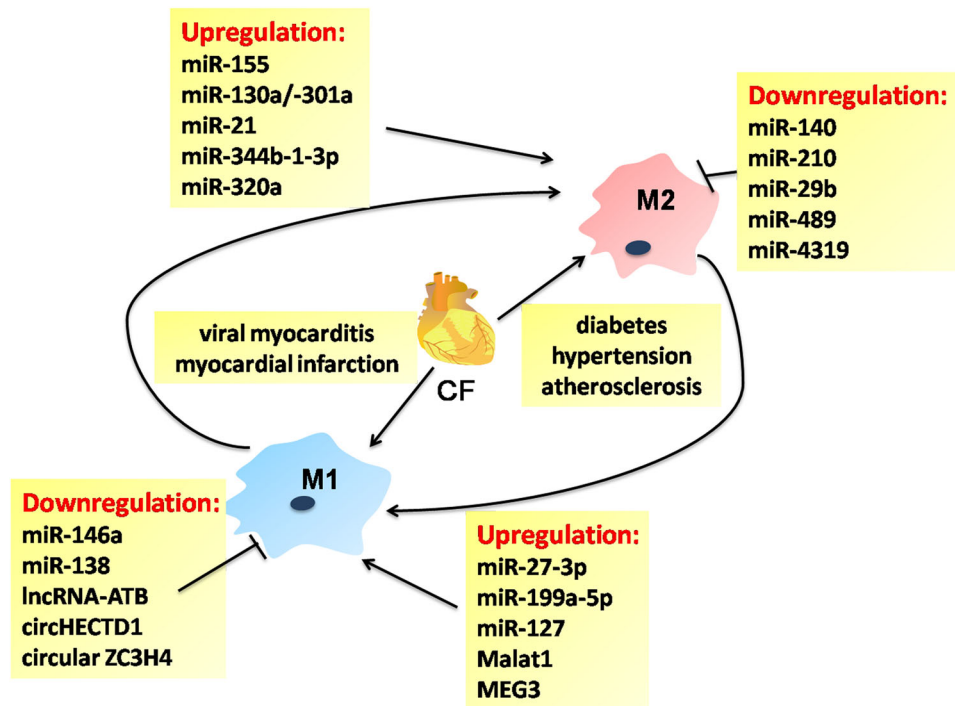 Upregulation:
miR-155
miR-130a/-301a
miR-21
miR-344b-1-3p
miR-320a
Downregulation:
miR-140
miR-210
miR-29b
miR-489
miR-4319
M2
viral myocarditis
myocardial infarction
CF
diabetes
hypertension
atherosclerosis
M1
Downregulation:
miR-146a
miR-138
lncRNA-ATB
circHECTD1
circular ZC3H4
Upregulation:
miR-27-3p
miR-199a-5p
miR-127
Malat1
MEG3